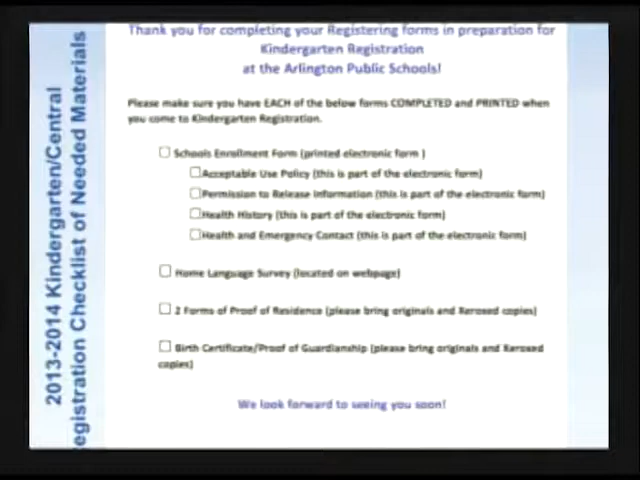 2013-2014 Kindergarten/Central
egistration Checklist of Needed Materials
Thank you for completing your Registering forms in preparation for
Kindergarten Registration
at the Arlington Public Schools!
Please make sure you have EACH of the below forms COMPLETED and PRINTED when
you come to Kindergarten Registration.
Schools Enrollment Form (printed electronic form )
Acceptable Use Policy (this is part of the electronic form)
Permission to Release Information (this is part of the electronic form)
Health History (this is part of the electronic form)
Health and Emergency Contact (this is part of the electronic form)
Home Language Survey (located on webpage)
2 Forms of Proof of Residence (please bring originals and Xeroxed copies)
Birth Certificate/Proof of Guardianship (please bring originals and Xeroxed
copies)
We look forward to seeing you soon!